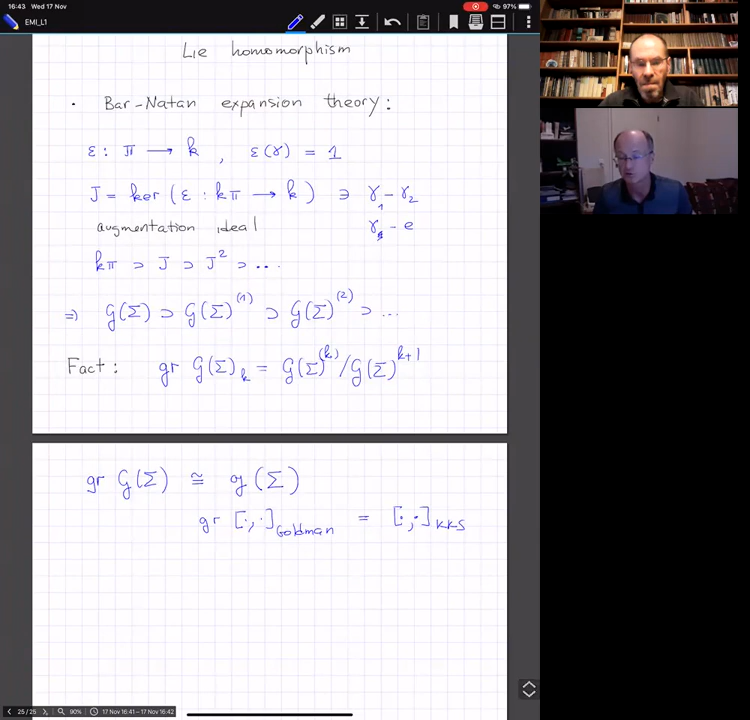 16:43 Wed 17 Nov
97%
EMI_L1
Lie homomorphism
· Bar-Natan expansion theory:
ε: π → k , ε(γ) = 1
J = ker (ε: kπ → k) ∋ γ₁ - γ₂
augmentation ideal γ - e
kπ ⊃ J ⊃ J² ⊃ ...
⇒ G(Σ) ⊃ G(Σ)⁽¹⁾ ⊃ G(Σ)⁽²⁾ ⊃ ...
Fact: gr G(Σ)ₖ = G(Σ)⁽ᵏ⁾/G(Σ)ᵏ⁺¹
gr G(Σ) ≅ g(Σ)
gr [·,·]Goldman = [·,·]KKS
25/25 90% 17 Nov 16:41 – 17 Nov 16:42